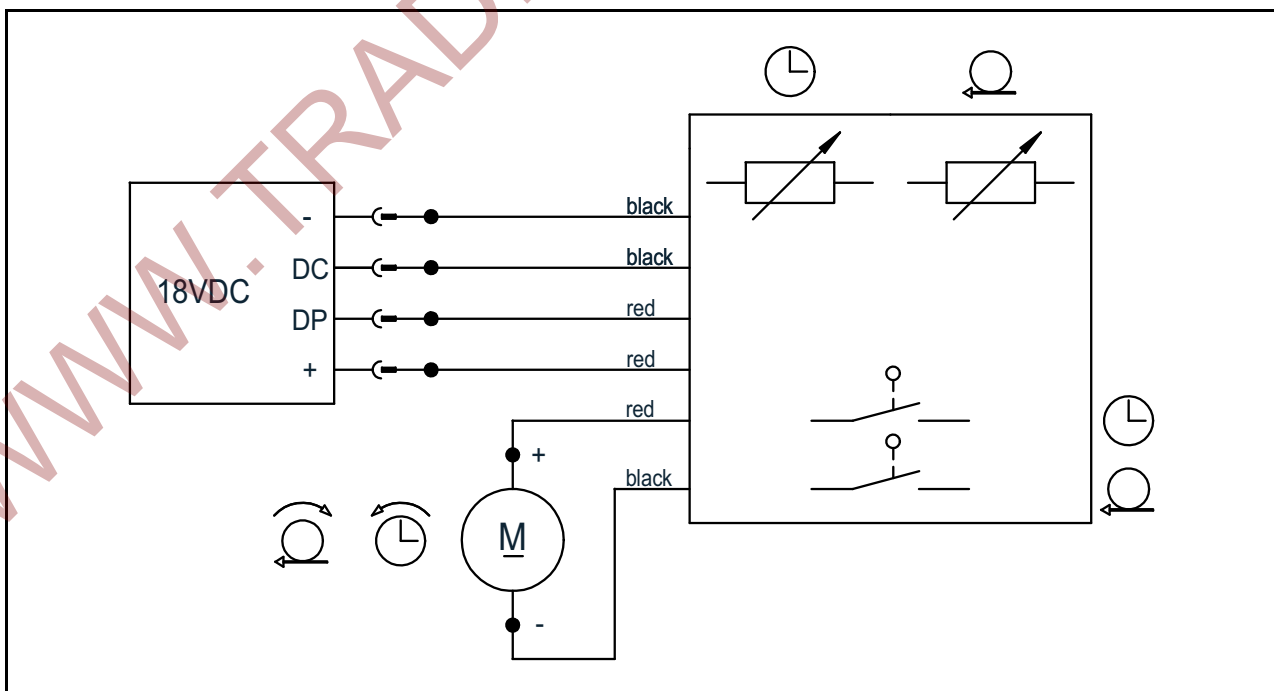 WWW.TRAD
-
black
DC
black
18VDC
DP
red
+
red
red
+
black
M
-